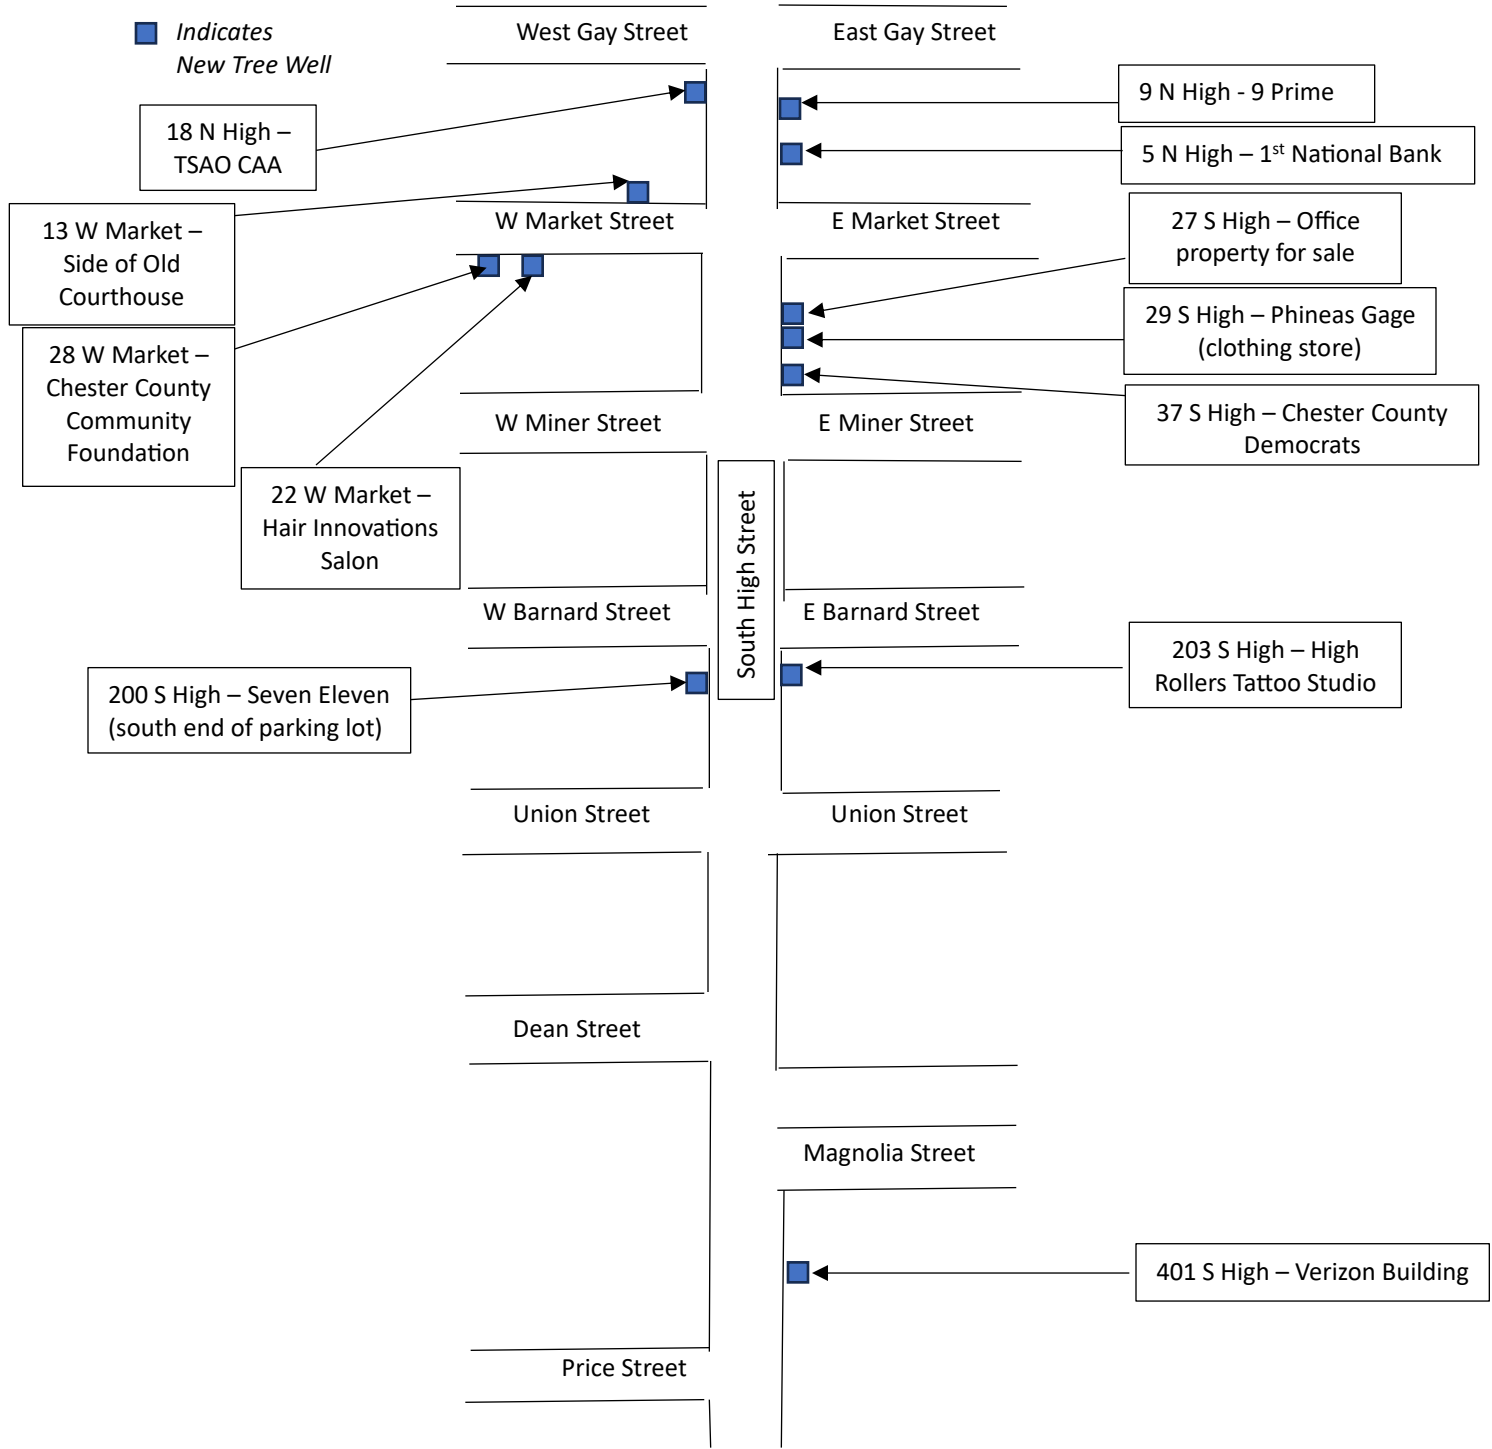 Indicates
New Tree Well
West Gay Street
East Gay Street
9 N High - 9 Prime
18 N High –
TSAO CAA
5 N High – 1st National Bank
13 W Market –
Side of Old
Courthouse
W Market Street
E Market Street
27 S High – Office
property for sale
29 S High – Phineas Gage
(clothing store)
28 W Market –
Chester County
Community
Foundation
W Miner Street
E Miner Street
37 S High – Chester County
Democrats
22 W Market –
Hair Innovations
Salon
South High Street
W Barnard Street
E Barnard Street
200 S High – Seven Eleven
(south end of parking lot)
203 S High – High
Rollers Tattoo Studio
Union Street
Union Street
Dean Street
Magnolia Street
401 S High – Verizon Building
Price Street